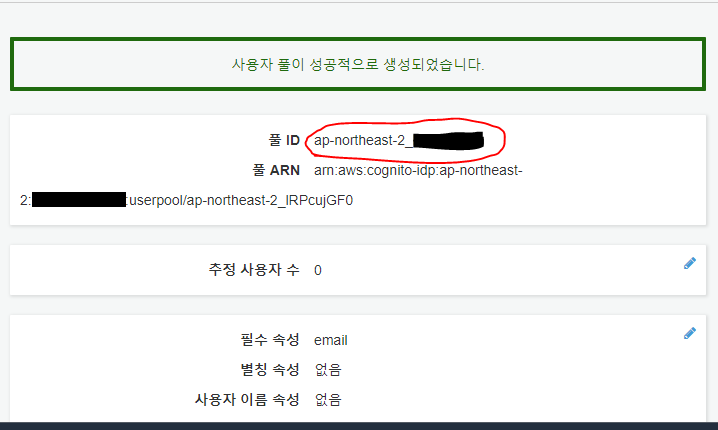 사용자 풀이 성공적으로 생성되었습니다.
풀 ID ap-northeast-2_
풀 ARN arn:aws:cognito-idp:ap-northeast-
2: :userpool/ap-northeast-2_lRPcujGF0
추정 사용자 수 0
필수 속성 email
별칭 속성 없음
사용자 이름 속성 없음